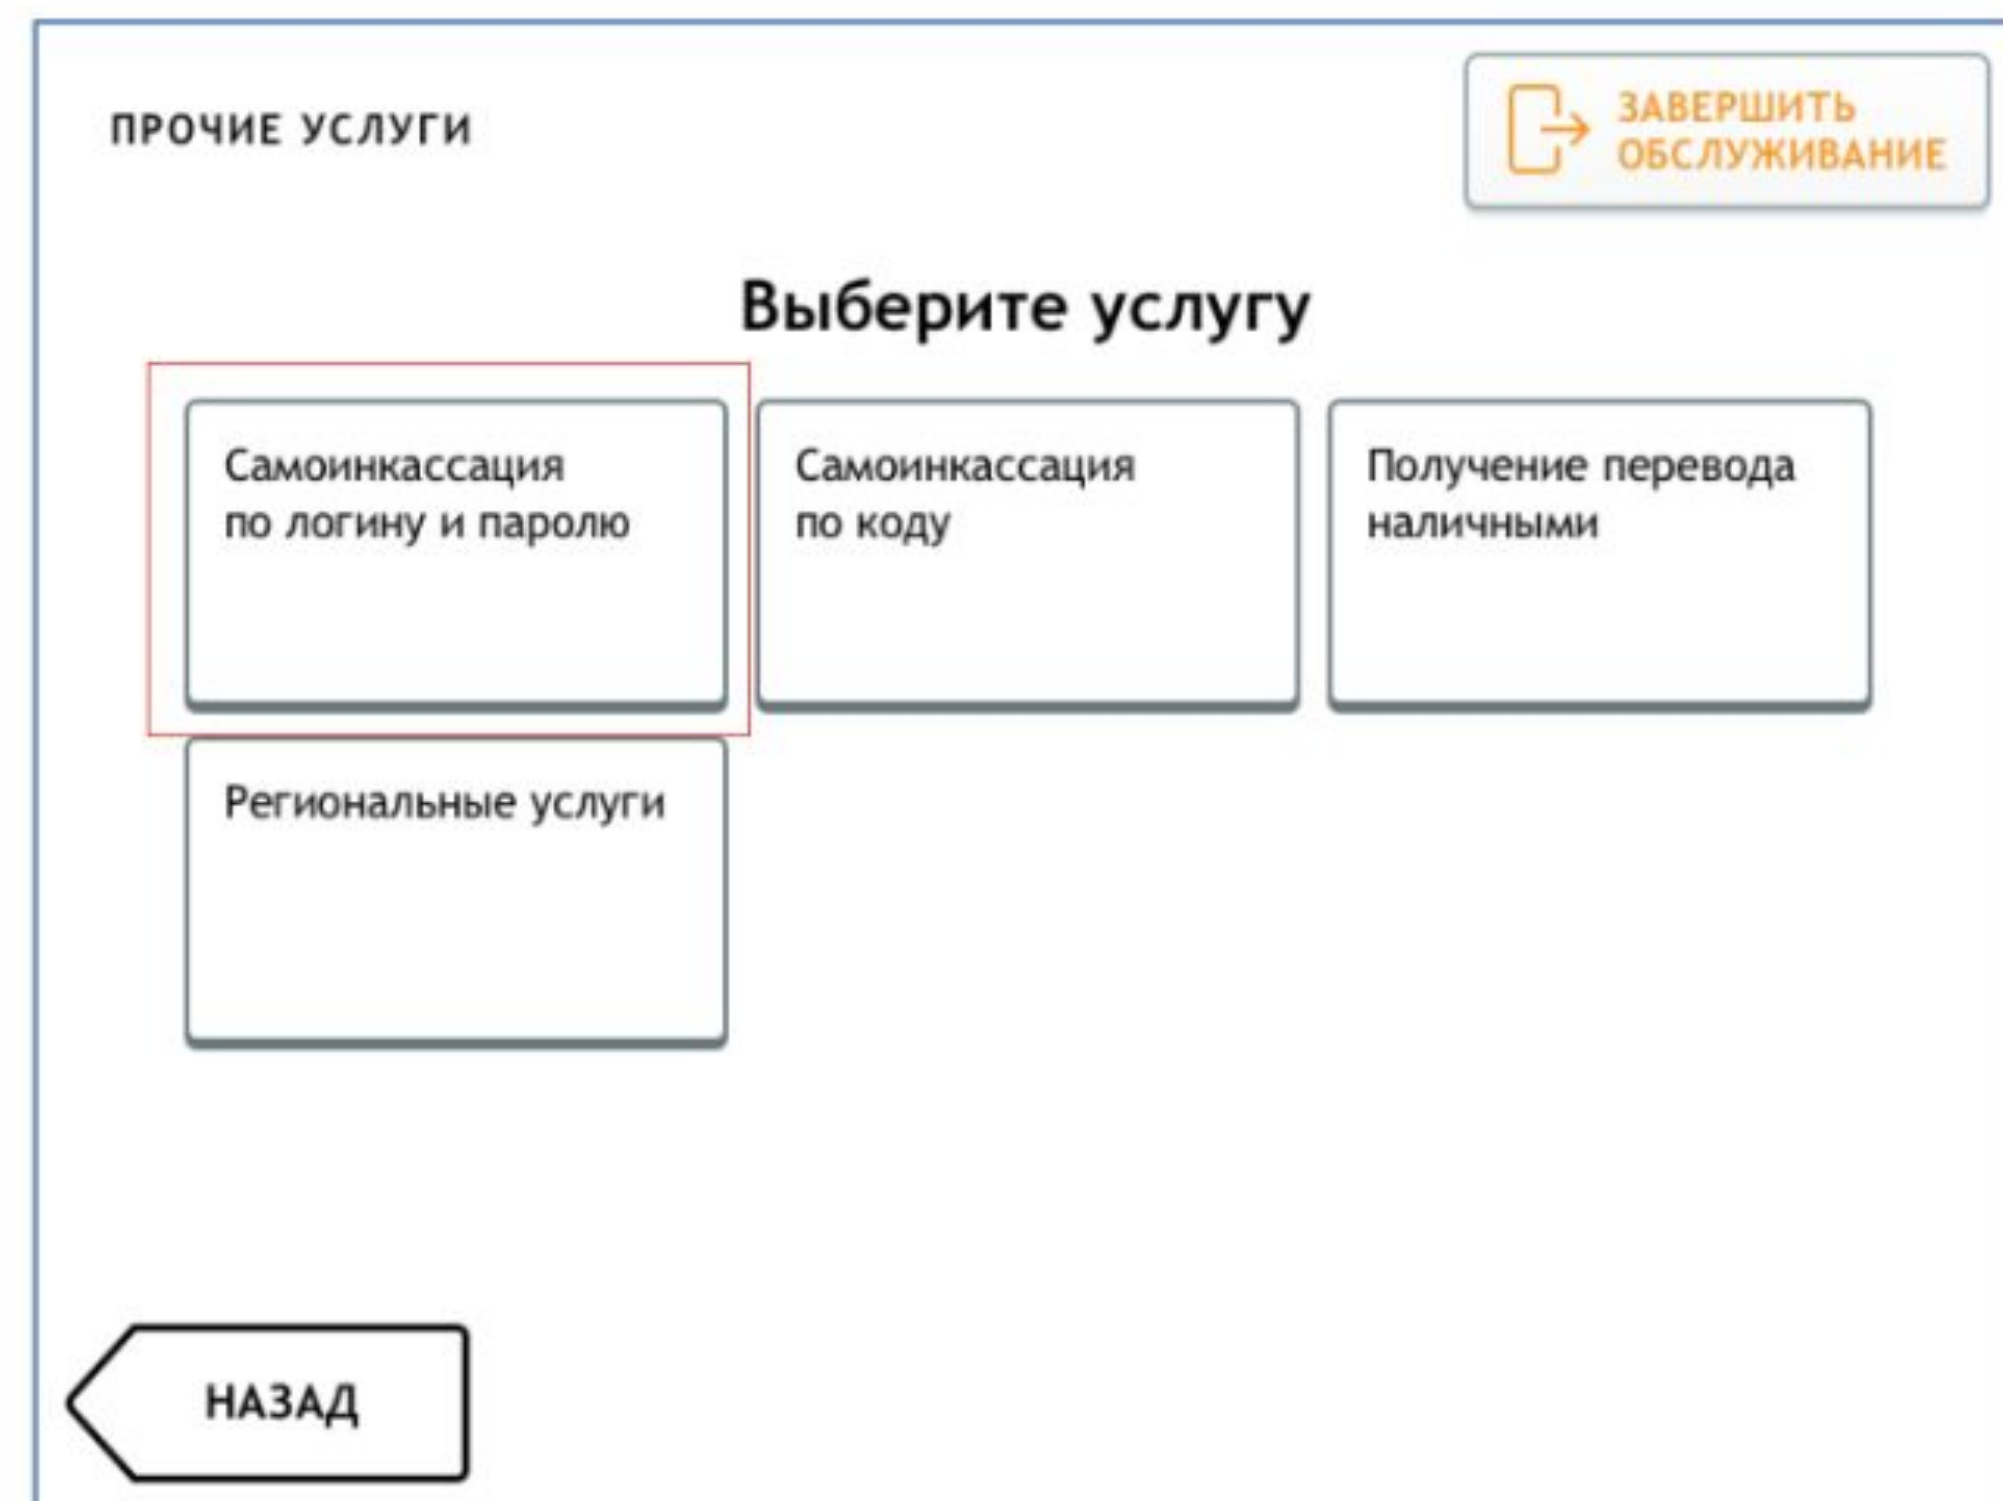 ПРОЧИЕ УСЛУГИ
ЗАВЕРШИТЬ
ОБСЛУЖИВАНИЕ
Выберите услугу
Самоинкассация
по логину и паролю
Самоинкассация
по коду
Получение перевода
наличными
Региональные услуги
НАЗАД